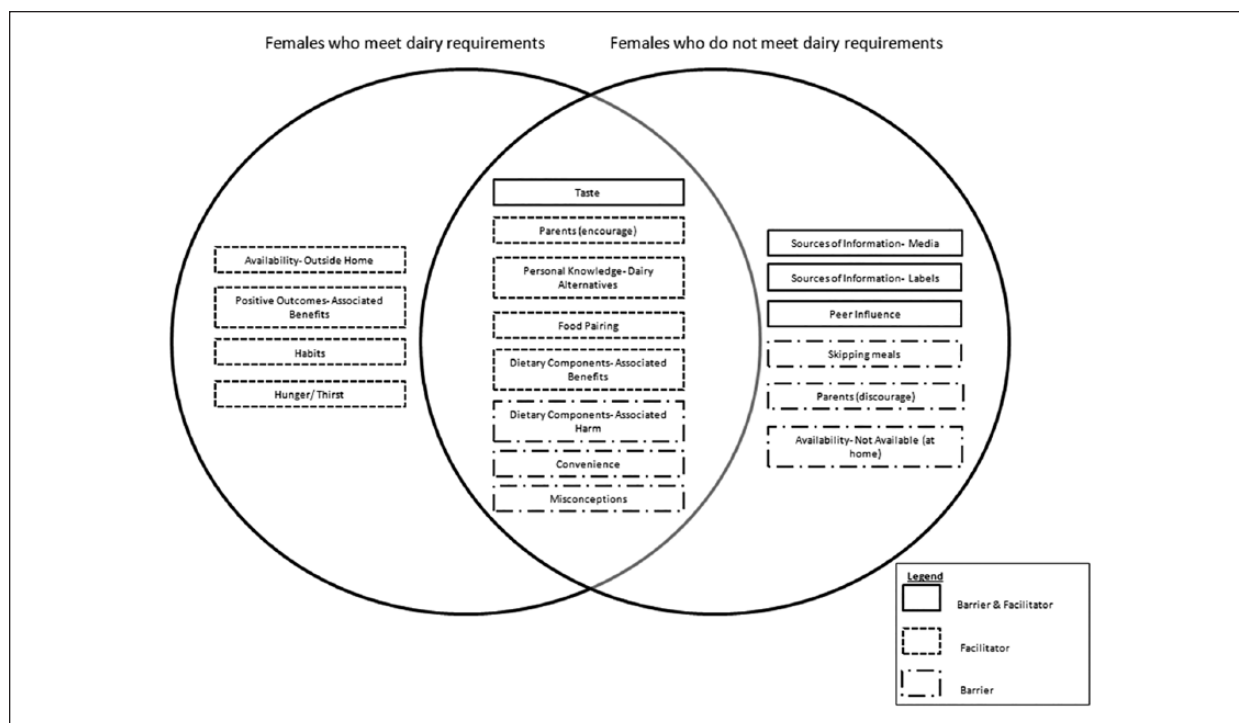 Females who meet dairy requirements
Females who do not meet dairy requirements
Availability- Outside Home
Positive Outcomes-Associated
Benefits
Habits
Hunger/ Thirst
Taste
Parents (encourage)
Personal Knowledge- Dairy
Alternatives
Food Pairing
Dietary Components- Associated
Benefits
Dietary Components- Associated
Harm
Convenience
Misconceptions
Sources of Information- Media
Sources of Information- Labels
Peer Influence
Skipping meals
Parents (discourage)
Availability- Not Available (at
home)
Legend
Barrier & Facilitator
Facilitator
Barrier